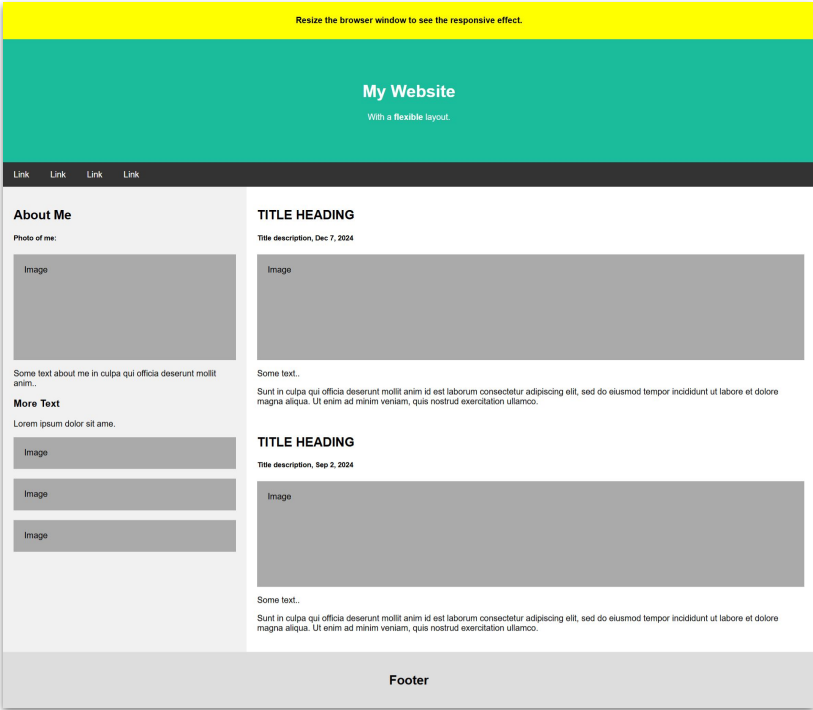 Resize the browser window to see the responsive effect.
My Website
With a flexible layout.
Link Link Link Link
About Me
Photo of me:
Image
Some text about me in culpa qui officia deserunt mollit
anim..
More Text
Lorem ipsum dolor sit ame.
Image
Image
Image
TITLE HEADING
Title description, Dec 7, 2024
Image
Some text..
Sunt in culpa qui officia deserunt mollit anim id est laborum consectetur adipiscing elit, sed do eiusmod tempor incididunt ut labore et dolore
magna aliqua. Ut enim ad minim veniam, quis nostrud exercitation ullamco.
TITLE HEADING
Title description, Sep 2, 2024
Image
Some text..
Sunt in culpa qui officia deserunt mollit anim id est laborum consectetur adipiscing elit, sed do eiusmod tempor incididunt ut labore et dolore
magna aliqua. Ut enim ad minim veniam, quis nostrud exercitation ullamco.
Footer